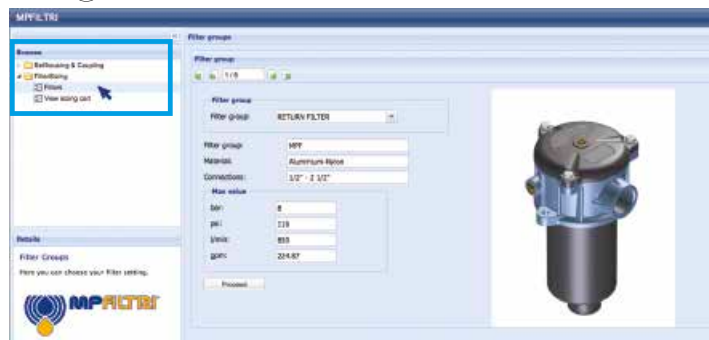 MPFILTRI
Browse
Bellhousing & Coupling
FilterSizing
Filters
View sizing cart
Details
Filter Groups
Here you can choose your filter setting.
MPFILTRI
Filter groups
Filter group
1/8
Filter group
Filter group: RETURN FILTER
Filter group: MPF
Material: Aluminium-Nylon
Connections: 1/2" - 2 1/2"
Max value
bar: 8
psi: 116
l/min: 850
gpm: 224.57
Proceed